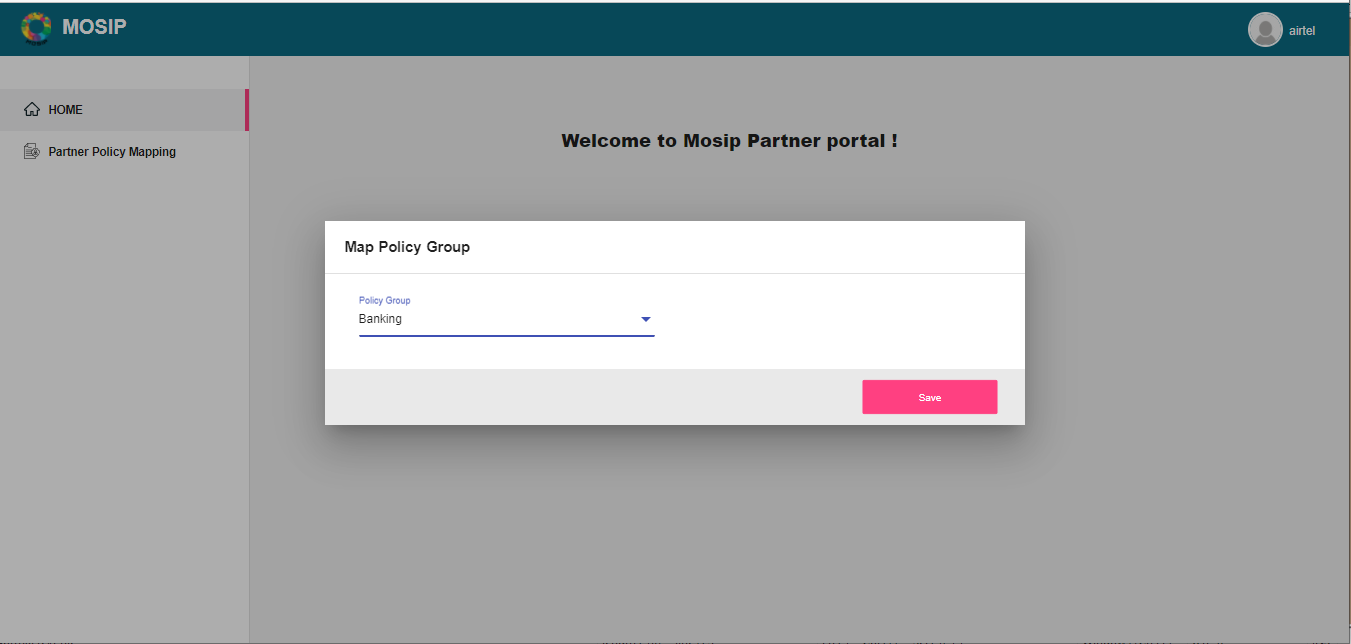 MOSIP
airtel
HOME
Partner Policy Mapping
Welcome to Mosip Partner portal !
Map Policy Group
Policy Group
Banking
Save